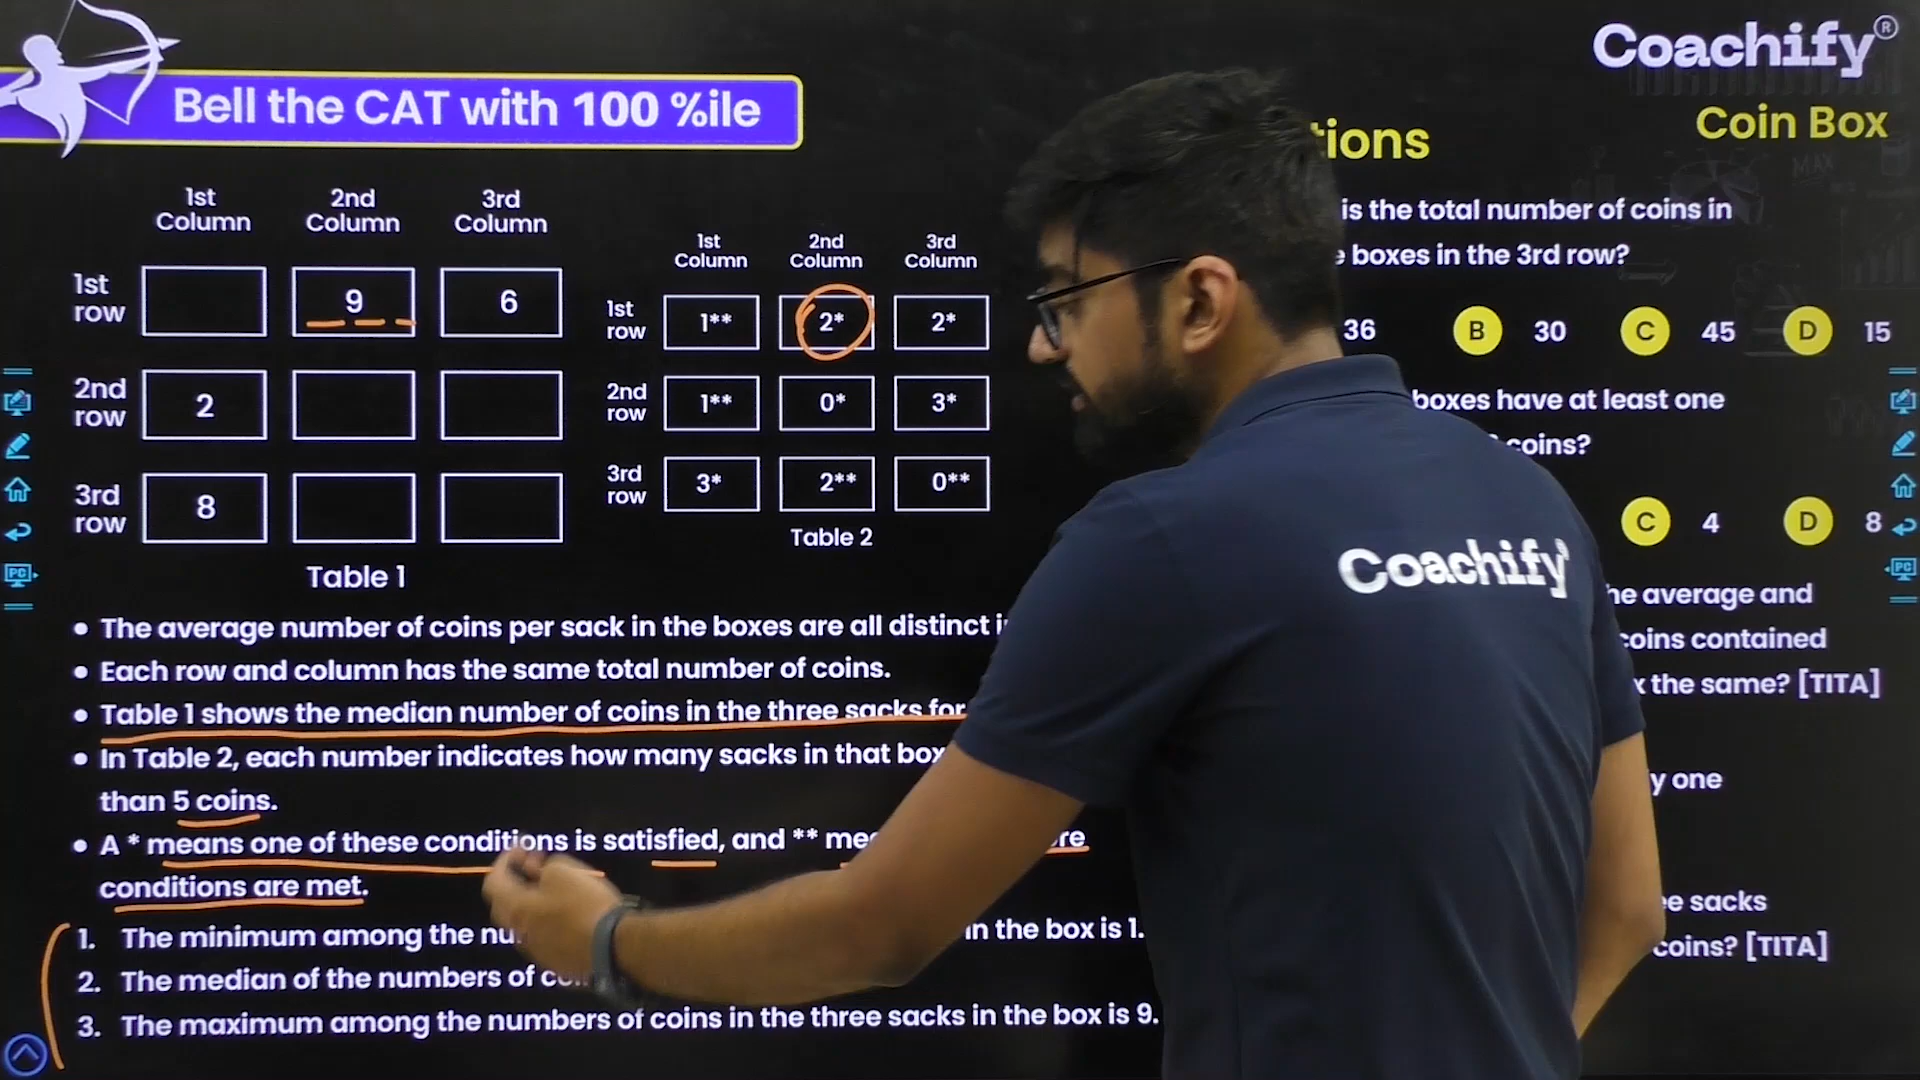 Coachify®
Bell the CAT with 100 %ile
Coin Box
tions
1st Column 2nd Column 3rd Column
1st row 9 6
2nd row 2
3rd row 8
Table 1
1st Column 2nd Column 3rd Column
1st row 1** 2* 2*
2nd row 1** 0* 3*
3rd row 3* 2** 0**
Table 2
is the total number of coins in
boxes in the 3rd row?
36 B 30 C 45 D 15
boxes have at least one
coins?
C 4 D 8
average and
coins contained
the same? [TITA]
y one
sacks
coins? [TITA]
• The average number of coins per sack in the boxes are all distinct
• Each row and column has the same total number of coins.
• Table 1 shows the median number of coins in the three sacks for
• In Table 2, each number indicates how many sacks in that box
than 5 coins.
• A * means one of these conditions is satisfied, and **
conditions are met.
1. The minimum among the in the box is 1.
2. The median of the numbers of
3. The maximum among the numbers of coins in the three sacks in the box is 9.
Coachify
PC
PC